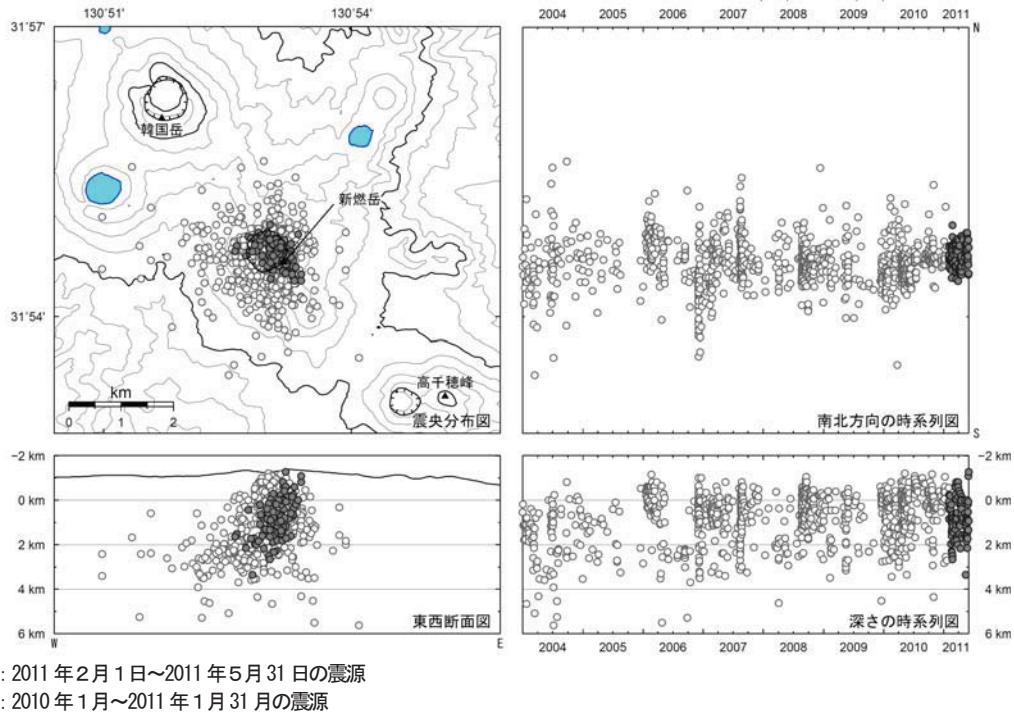 130°51'
130°54'
31°57'
31°54'
韓国岳
新燃岳
高千穂峰
km
0 1 2
震央分布図
2004 2005 2006 2007 2008 2009 2010 2011
N
南北方向の時系列図
S
-2 km
0 km
2 km
4 km
6 km
W
E
東西断面図
-2 km
0 km
2 km
4 km
6 km
深さの時系列図
2004 2005 2006 2007 2008 2009 2010 2011
: 2011 年２月１日～2011 年５月 31 日の震源
: 2010 年１月～2011 年１月 31 月の震源